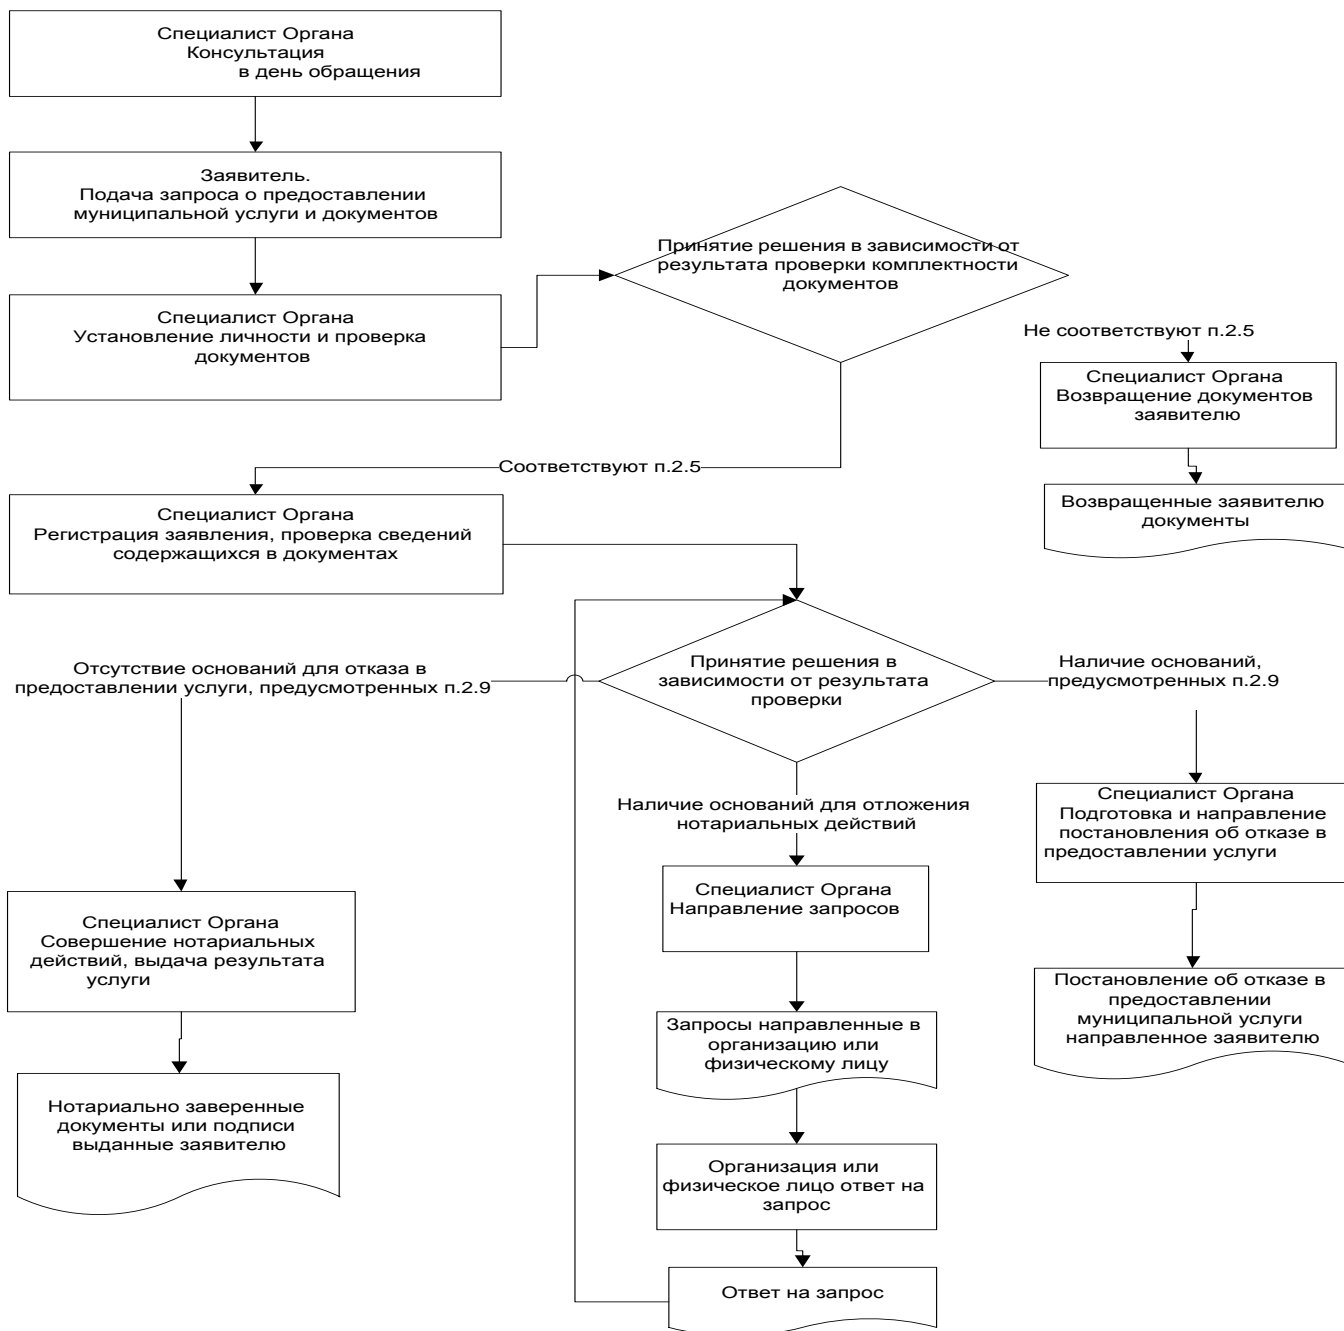 Специалист Органа
Консультация
в день обращения
Заявитель.
Подача запроса о предоставлении
муниципальной услуги и документов
Специалист Органа
Установление личности и проверка
документов
Принятие решения в зависимости от
результата проверки комплектности
документов
Не соответствуют п.2.5
Специалист Органа
Возвращение документов
заявителю
Возвращенные заявителю
документы
Соответствуют п.2.5
Специалист Органа
Регистрация заявления, проверка сведений
содержащихся в документах
Принятие решения в
зависимости от результата
проверки
Отсутствие оснований для отказа в
предоставлении услуги, предусмотренных п.2.9
Наличие оснований,
предусмотренных п.2.9
Наличие оснований для отложения
нотариальных действий
Специалист Органа
Подготовка и направление
постановления об отказе в
предоставлении услуги
Специалист Органа
Направление запросов
Специалист Органа
Совершение нотариальных
действий, выдача результата
услуги
Постановление об отказе в
предоставлении
муниципальной услуги
направленное заявителю
Запросы направленные в
организацию или
физическому лицу
Нотариально заверенные
документы или подписи
выданные заявителю
Организация или
физическое лицо ответ на
запрос
Ответ на запрос